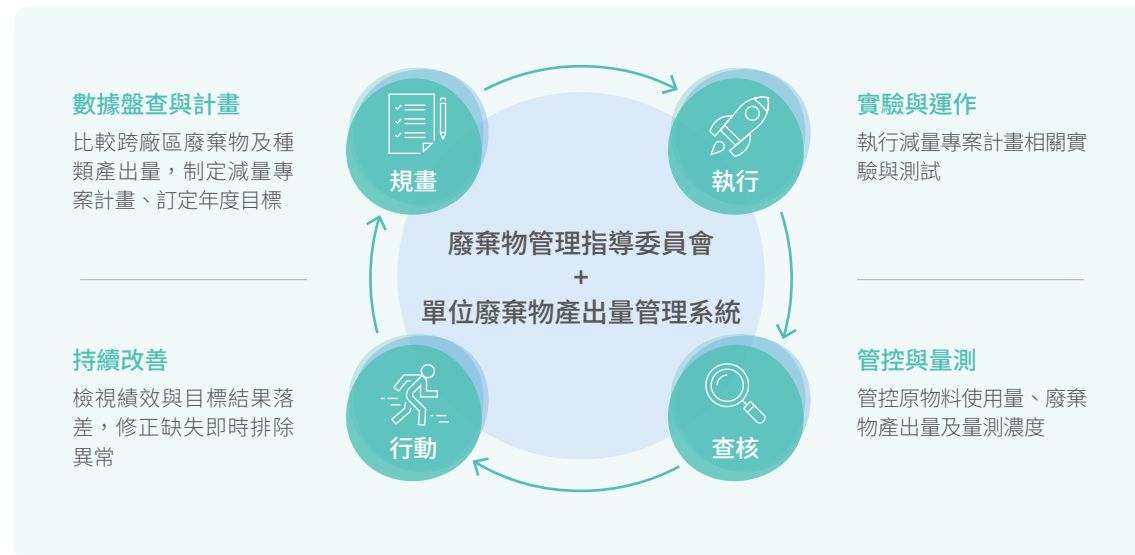 數據盤查與計畫
比較跨廠區廢棄物及種
類產出量，制定減量專
案計畫、訂定年度目標
規畫
執行
實驗與運作
執行減量專案計畫相關實
驗與測試
廢棄物管理指導委員會
+
單位廢棄物產出量管理系統
持續改善
檢視績效與目標結果落
差，修正缺失即時排除
異常
行動
查核
管控與量測
管控原物料使用量、廢棄
物產出量及量測濃度